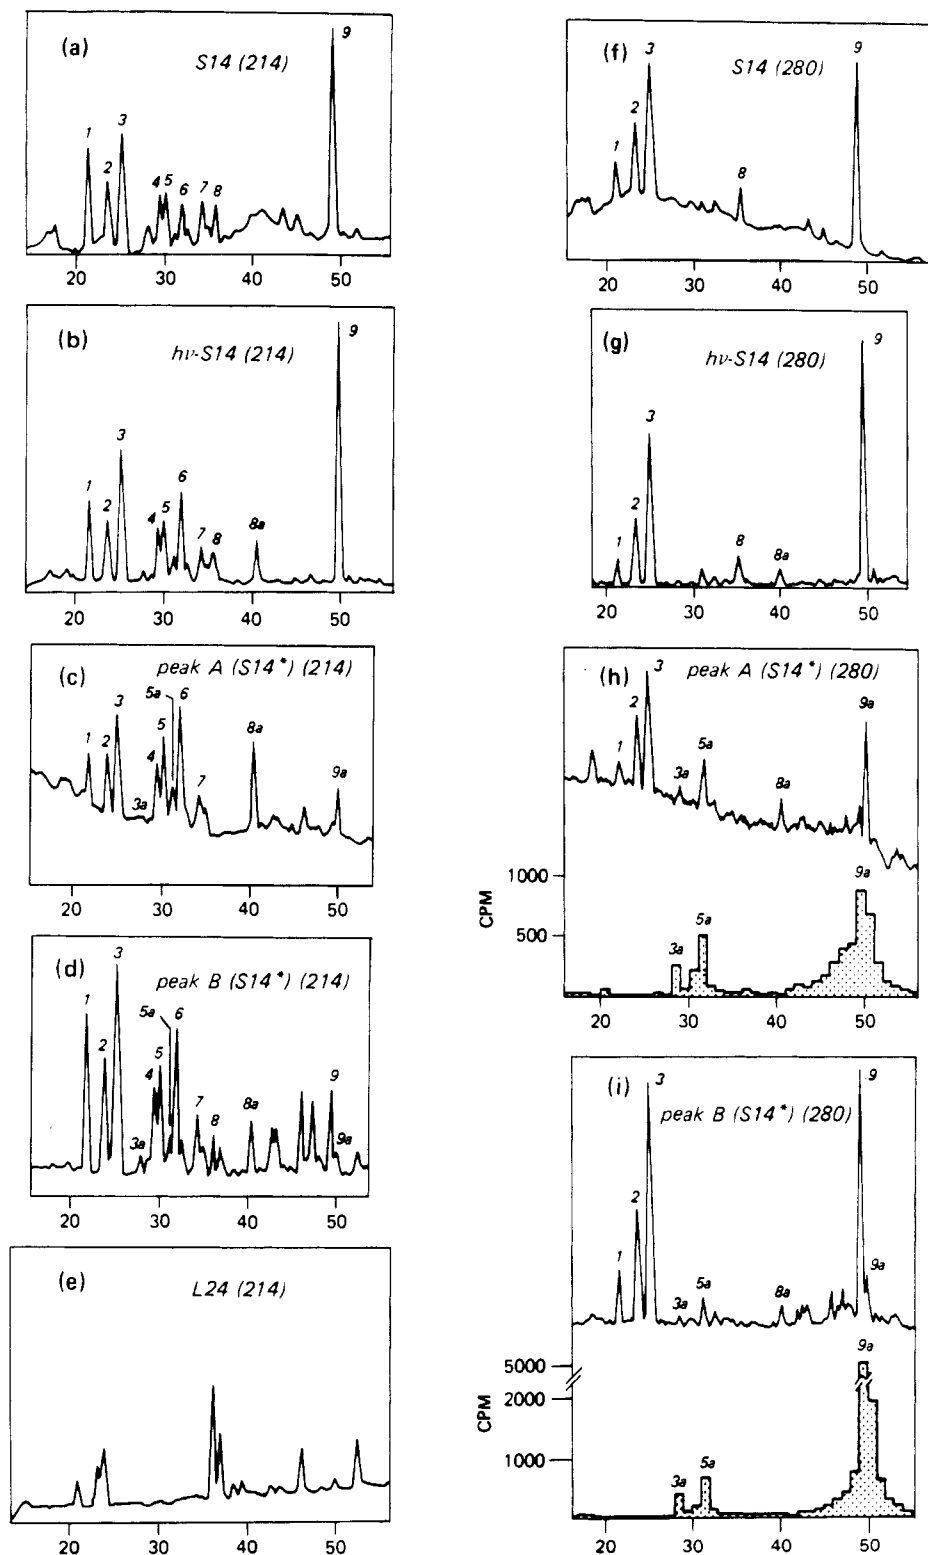 (a)
S14 (214)
1 2 3 4 5 6 7 8 9
20 30 40 50
(b)
hν-S14 (214)
1 2 3 4 5 6 7 8 8a 9
20 30 40 50
(c)
peak A (S14*) (214)
1 2 3 3a 4 5 5a 6 7 8a 9a
20 30 40 50
(d)
peak B (S14*) (214)
1 2 3 3a 4 5 5a 6 7 8 8a 9 9a
20 30 40 50
(e)
L24 (214)
20 30 40 50
(f)
S14 (280)
1 2 3 8 9
20 30 40 50
(g)
hν-S14 (280)
1 2 3 8 8a 9
20 30 40 50
(h)
peak A (S14*) (280)
1 2 3 3a 5a 8a 9a
CPM
1000
500
3a 5a 9a
20 30 40 50
(i)
peak B (S14*) (280)
1 2 3 3a 5a 8a 9 9a
CPM
5000
2000
1000
3a 5a 9a
20 30 40 50